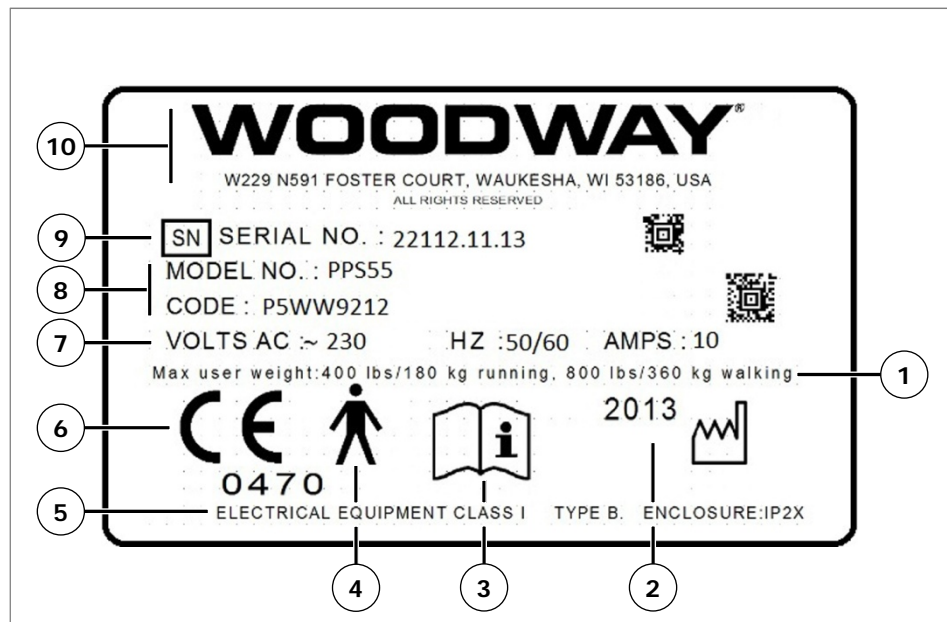 WOODWAY®
W229 N591 FOSTER COURT, WAUKESHA, WI 53186, USA
ALL RIGHTS RESERVED
10
9 SN SERIAL NO. : 22112.11.13
MODEL NO. : PPS55
8
CODE : P5WW9212
7 VOLTS AC :~ 230 HZ :50/60 AMPS :10
Max user weight:400 lbs/180 kg running, 800 lbs/360 kg walking 1
2013
6 CE i
0470
5 ELECTRICAL EQUIPMENT CLASS I TYPE B. ENCLOSURE:IP2X
4 3 2